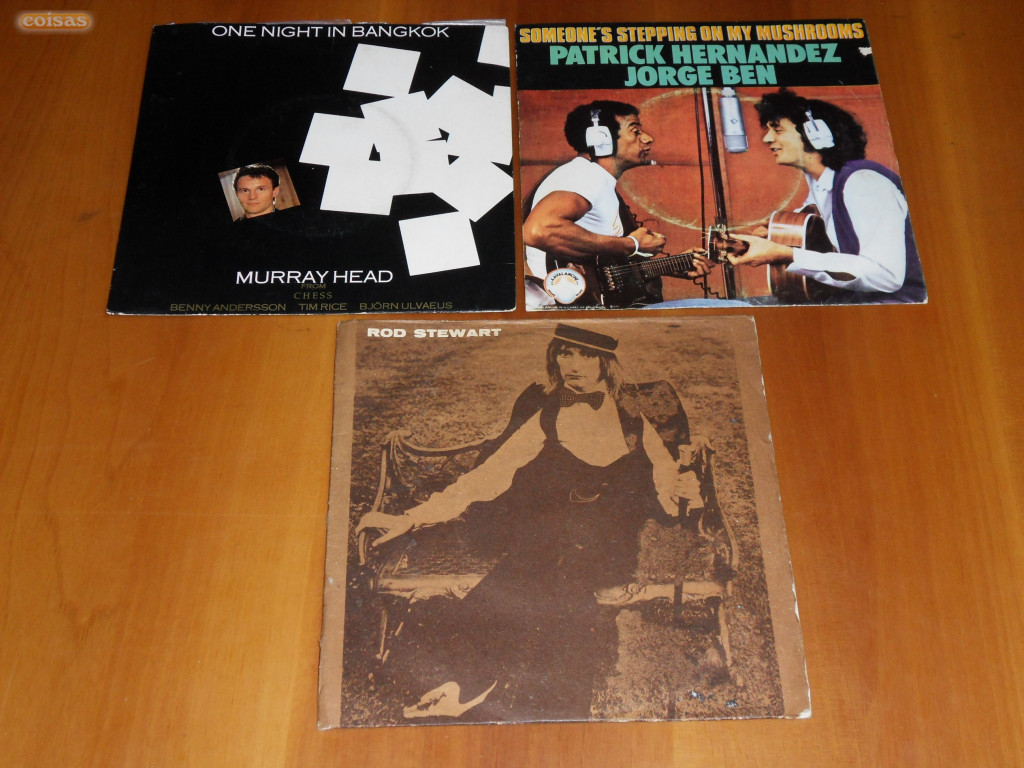 coisas
ONE NIGHT IN BANGKOK
MURRAY HEAD
FROM
CHESS
BENNY ANDERSSON TIM RICE BJÖRN ULVAEUS
SOMEONE'S STEPPING ON MY MUSHROOMS
PATRICK HERNANDEZ
JORGE BEN
AQUALANCHE
ROD STEWART